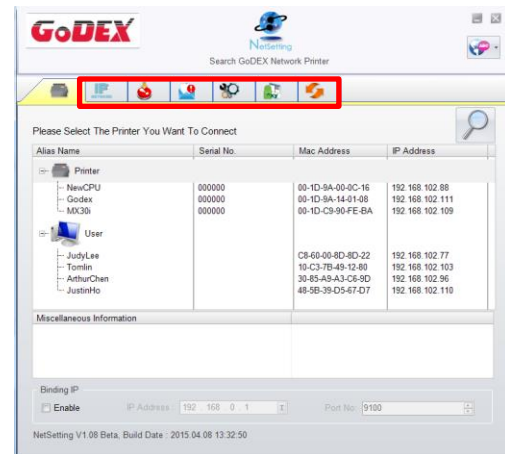 GoDEX
NetSetting
Search GoDEX Network Printer
IP
Please Select The Printer You Want To Connect
Alias Name Serial No. Mac Address IP Address
Printer
NewCPU 000000 00-1D-9A-00-0C-16 192.168.102.88
Godex 000000 00-1D-9A-14-01-08 192.168.102.111
MX30i 000000 00-1D-C9-90-FE-BA 192.168.102.109
User
JudyLee C8-60-00-8D-8D-22 192.168.102.77
Tomlin 10-C3-7B-49-12-80 192.168.102.103
ArthurChen 30-85-A9-A3-C6-9D 192.168.102.96
JustinHo 48-5B-39-D5-67-D7 192.168.102.110
Miscellaneous Information
Binding IP
Enable IP Address : 192 . 168 . 0 . 1 Port No: 9100
NetSetting V1.08 Beta, Build Date : 2015.04.08 13:32:50